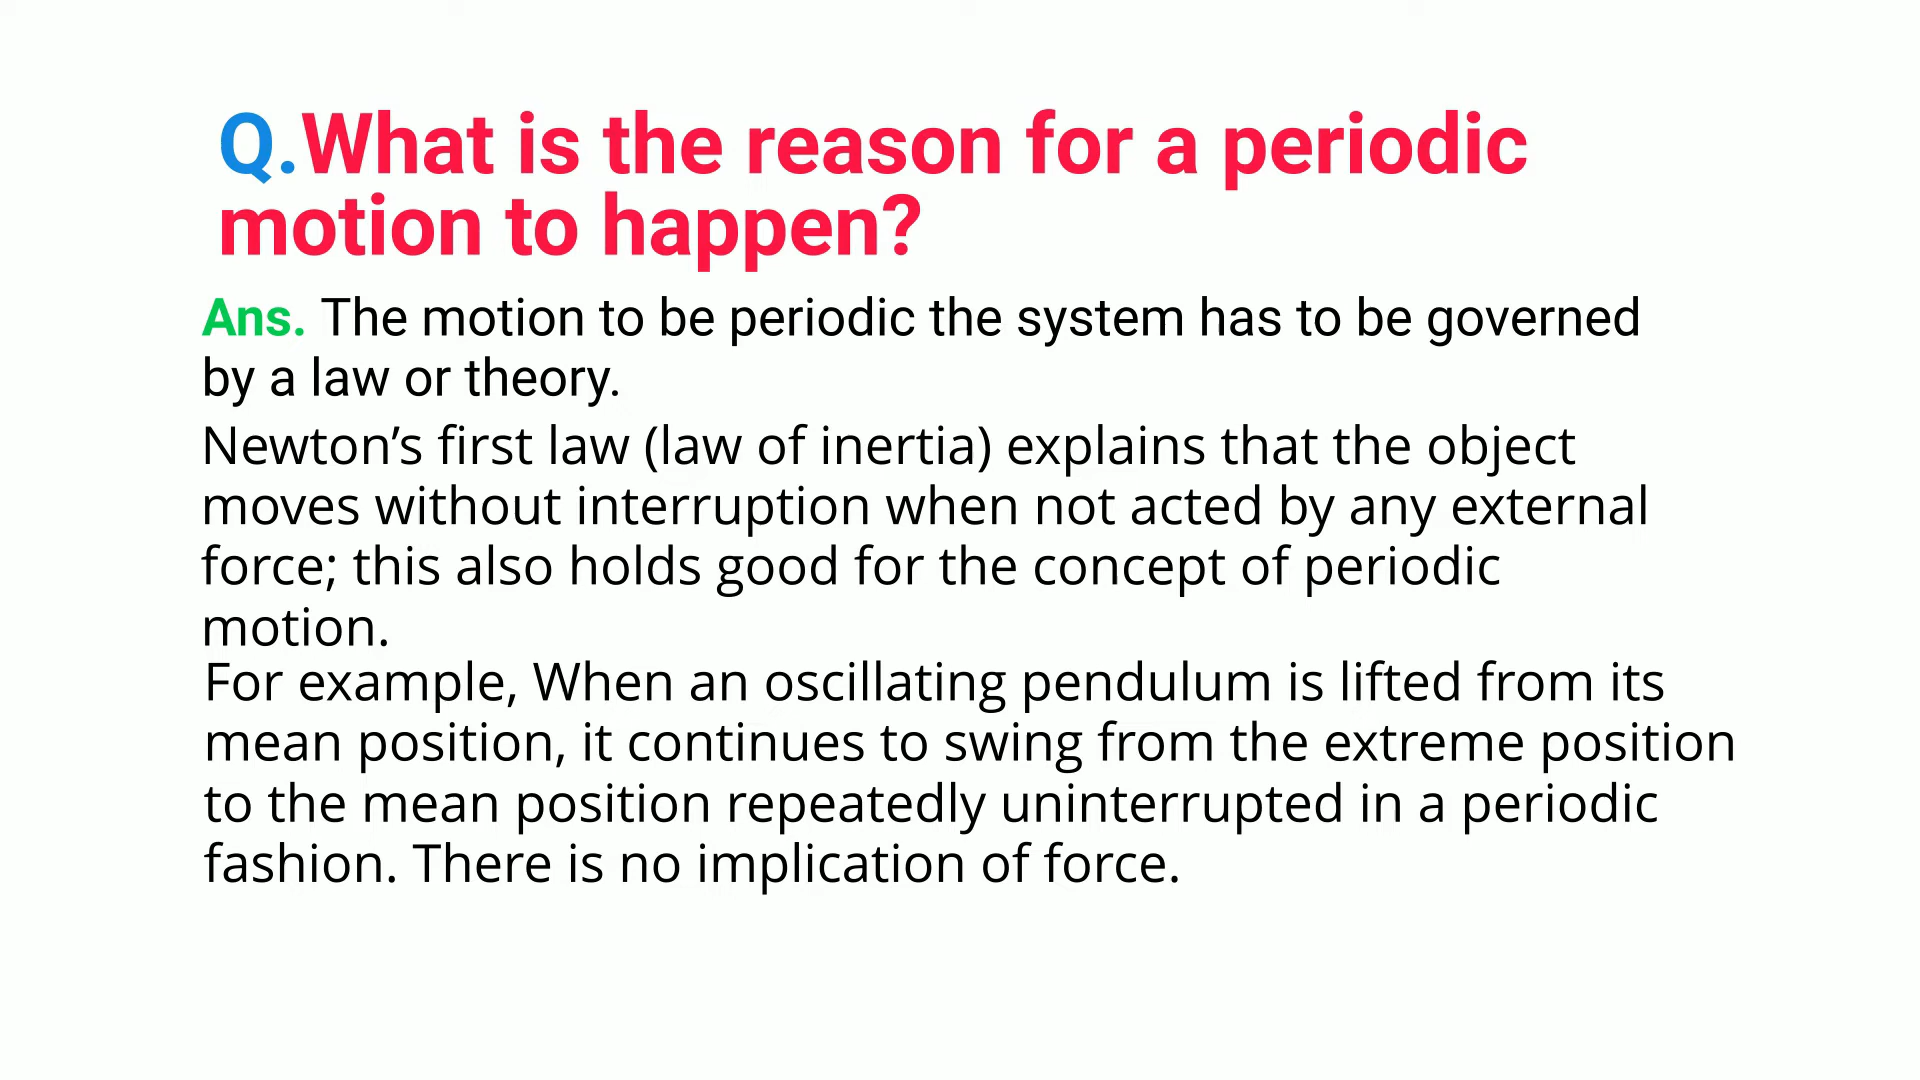 Q.What is the reason for a periodic
motion to happen?
Ans. The motion to be periodic the system has to be governed
by a law or theory.
Newton’s first law (law of inertia) explains that the object
moves without interruption when not acted by any external
force; this also holds good for the concept of periodic
motion.
For example, When an oscillating pendulum is lifted from its
mean position, it continues to swing from the extreme position
to the mean position repeatedly uninterrupted in a periodic
fashion. There is no implication of force.